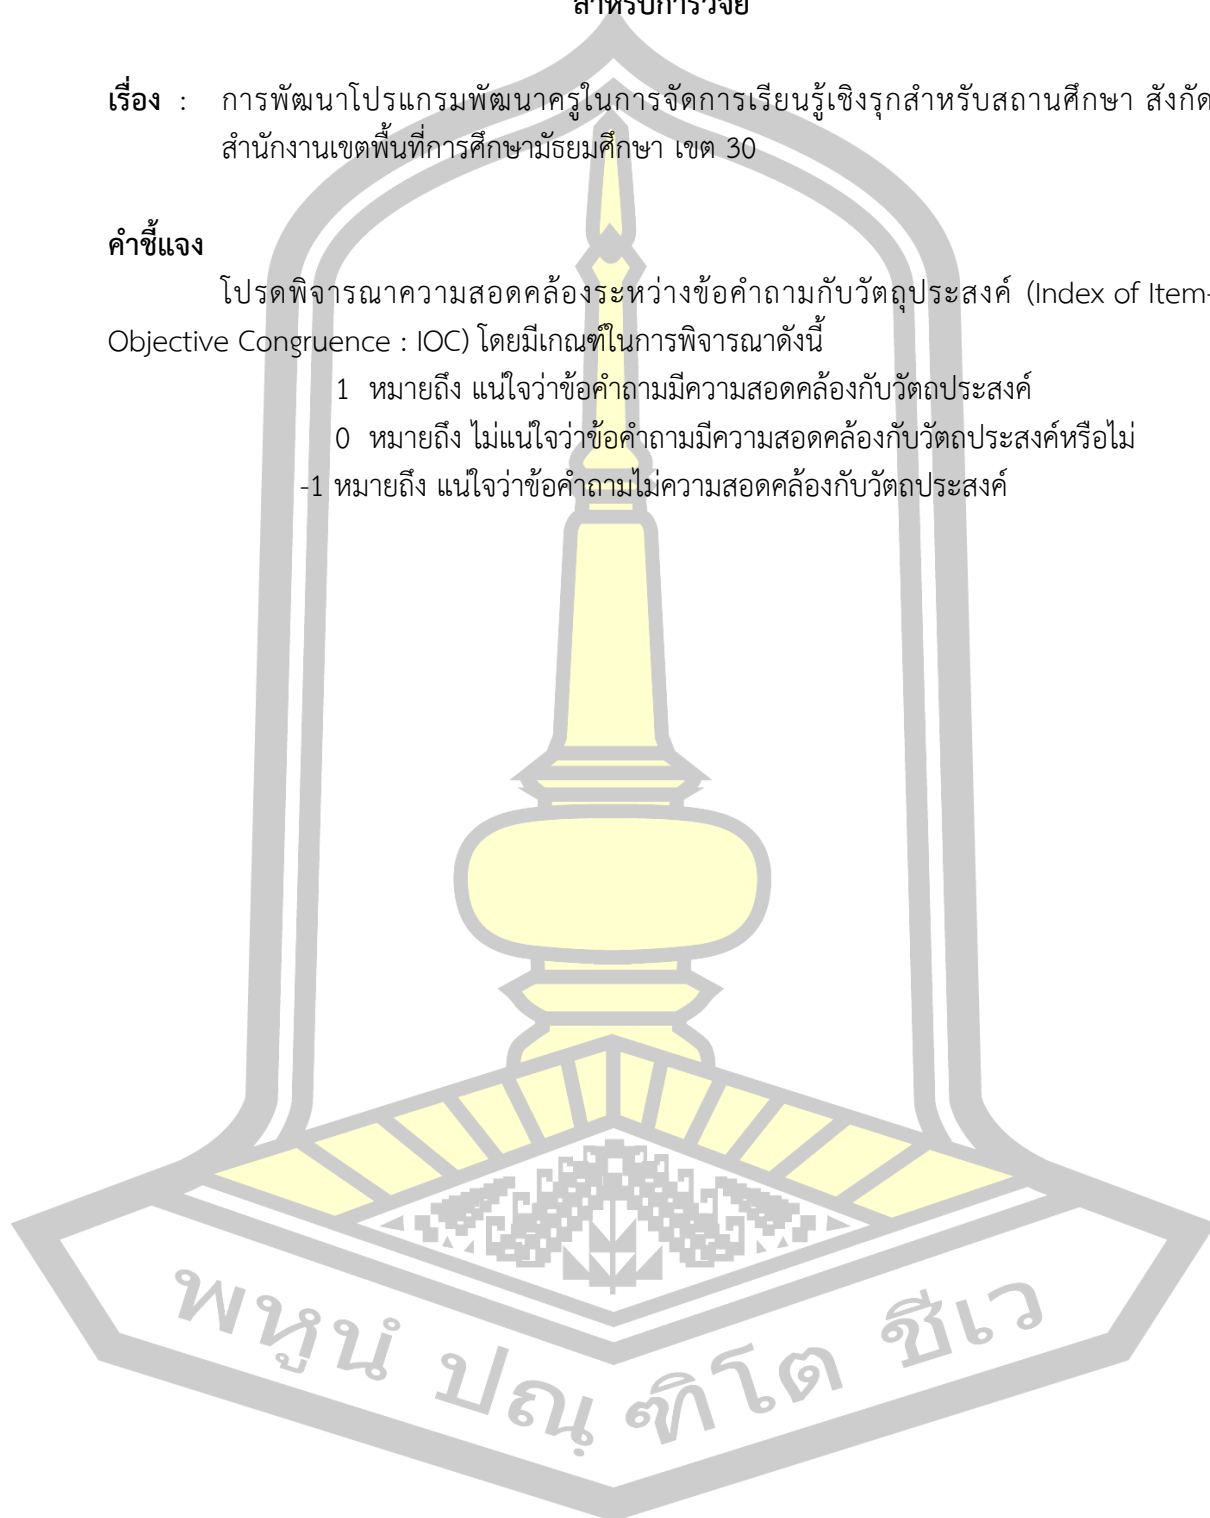 สำหรับการวิจัย
เรื่อง : การพัฒนาโปรแกรมพัฒนาครูในการจัดการเรียนรู้เชิงรุกสำหรับสถานศึกษา สังกัด
สำนักงานเขตพื้นที่การศึกษามัธยมศึกษา เขต 30
คำชี้แจง
โปรดพิจารณาความสอดคล้องระหว่างข้อคำถามกับวัตถุประสงค์ (Index of Item-
Objective Congruence : IOC) โดยมีเกณฑ์ในการพิจารณาดังนี้
1 หมายถึง แน่ใจว่าข้อคำถามมีความสอดคล้องกับวัตถุประสงค์
0 หมายถึง ไม่แน่ใจว่าข้อคำถามมีความสอดคล้องกับวัตถุประสงค์หรือไม่
-1 หมายถึง แน่ใจว่าข้อคำถามไม่ความสอดคล้องกับวัตถุประสงค์
พหูนํ ปณฺฑิโต ชีเว